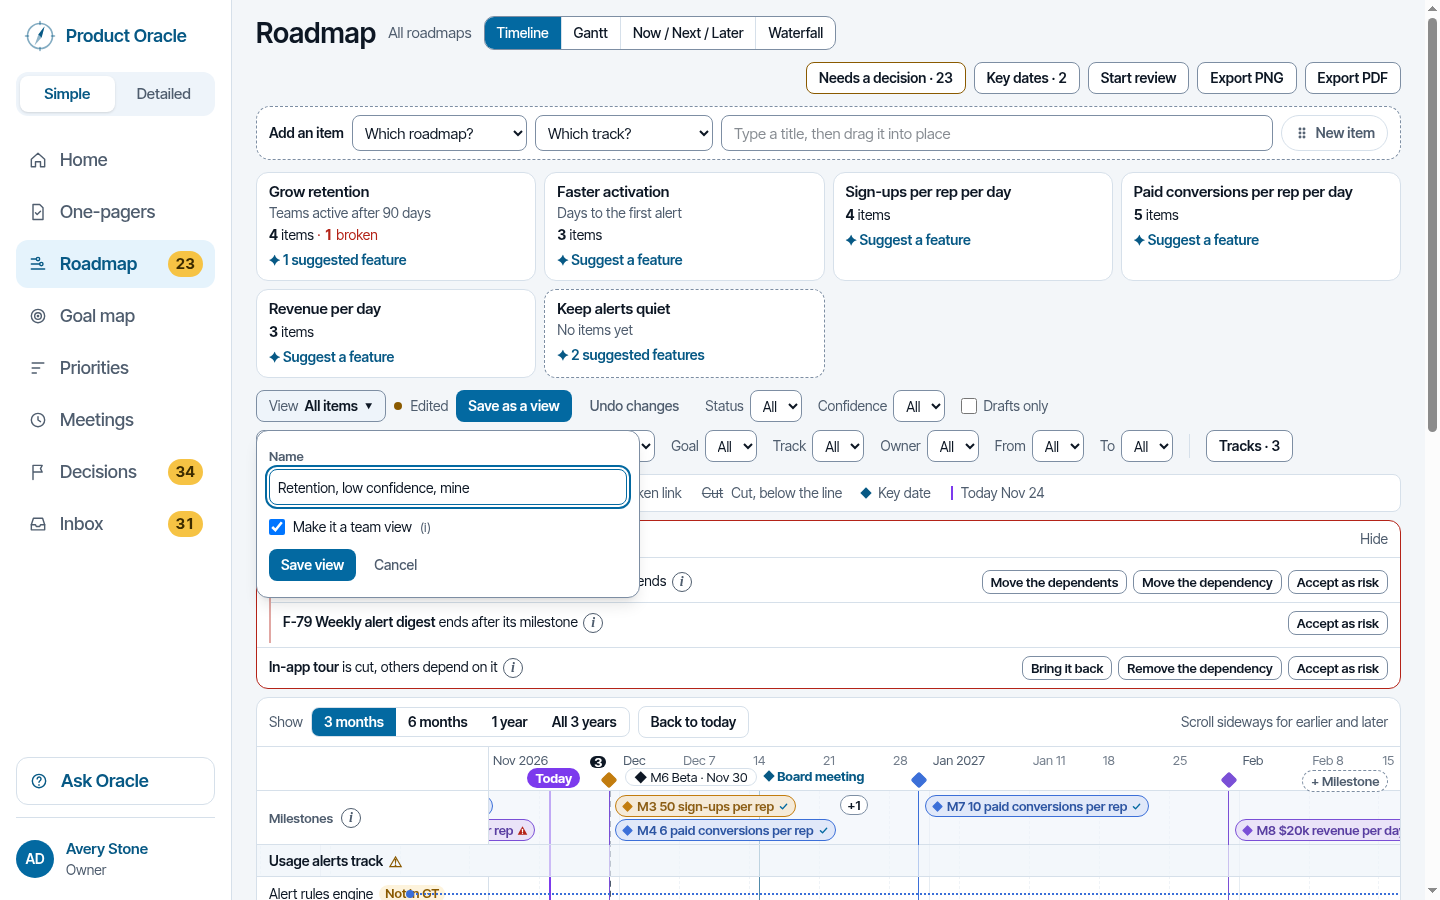 Product Oracle
Simple
Detailed
Home
One-pagers
Roadmap 23
Goal map
Priorities
Meetings
Decisions 34
Inbox 31
Ask Oracle
AD
Avery Stone
Owner
Roadmap All roadmaps Timeline Gantt Now / Next / Later Waterfall
Needs a decision · 23 Key dates · 2 Start review Export PNG Export PDF
Add an item Which roadmap? Which track? Type a title, then drag it into place New item
Grow retention
Teams active after 90 days
4 items · 1 broken
1 suggested feature
Faster activation
Days to the first alert
3 items
Suggest a feature
Sign-ups per rep per day
4 items
Suggest a feature
Paid conversions per rep per day
5 items
Suggest a feature
Revenue per day
3 items
Suggest a feature
Keep alerts quiet
No items yet
2 suggested features
View All items Edited Save as a view Undo changes Status All Confidence All Drafts only
Goal All Track All Owner All From All To All Tracks · 3
Name
Retention, low confidence, mine
Make it a team view (i)
Save view Cancel
link Cut Cut, below the line Key date Today Nov 24
Hide
ends i Move the dependents Move the dependency Accept as risk
F-79 Weekly alert digest ends after its milestone i Accept as risk
In-app tour is cut, others depend on it i Bring it back Remove the dependency Accept as risk
Show 3 months 6 months 1 year All 3 years Back to today Scroll sideways for earlier and later
Nov 2026 3 Dec Dec 7 14 21 28 Jan 2027 Jan 11 18 25 Feb Feb 8 15
Today M6 Beta · Nov 30 Board meeting + Milestone
Milestones i
M3 50 sign-ups per rep +1 M7 10 paid conversions per rep
rep M4 6 paid conversions per rep M8 $20k revenue per day
Usage alerts track
Alert rules engine Not in GT